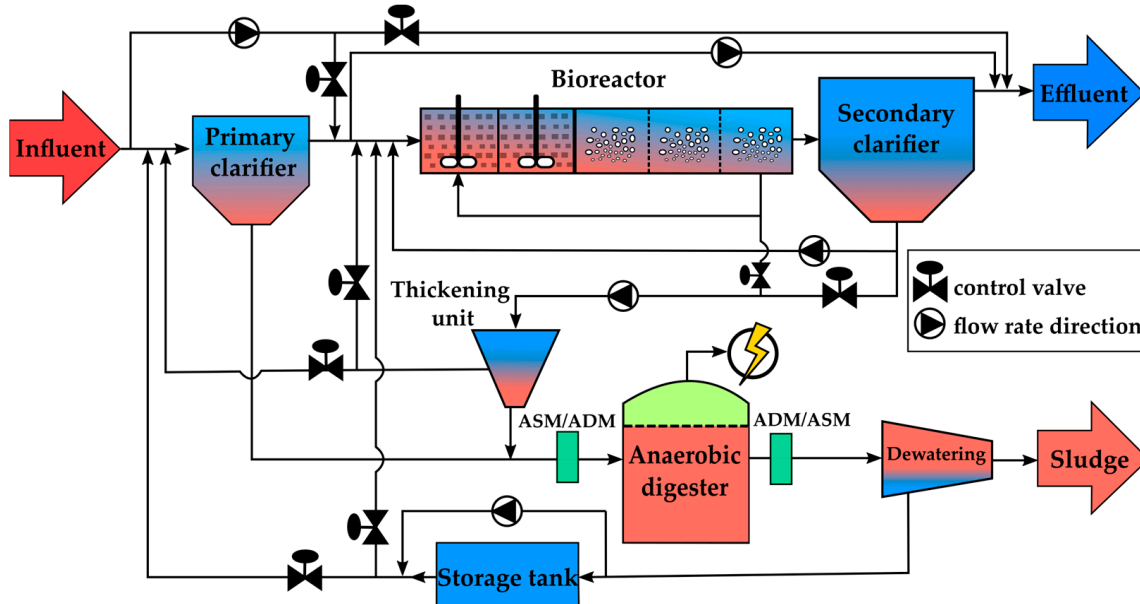 Bioreactor
Influent
Primary
clarifier
Secondary
clarifier
Effluent
Thickening
unit
control valve
flow rate direction
ASM/ADM
ADM/ASM
Anaerobic
digester
Dewatering
Sludge
Storage tank